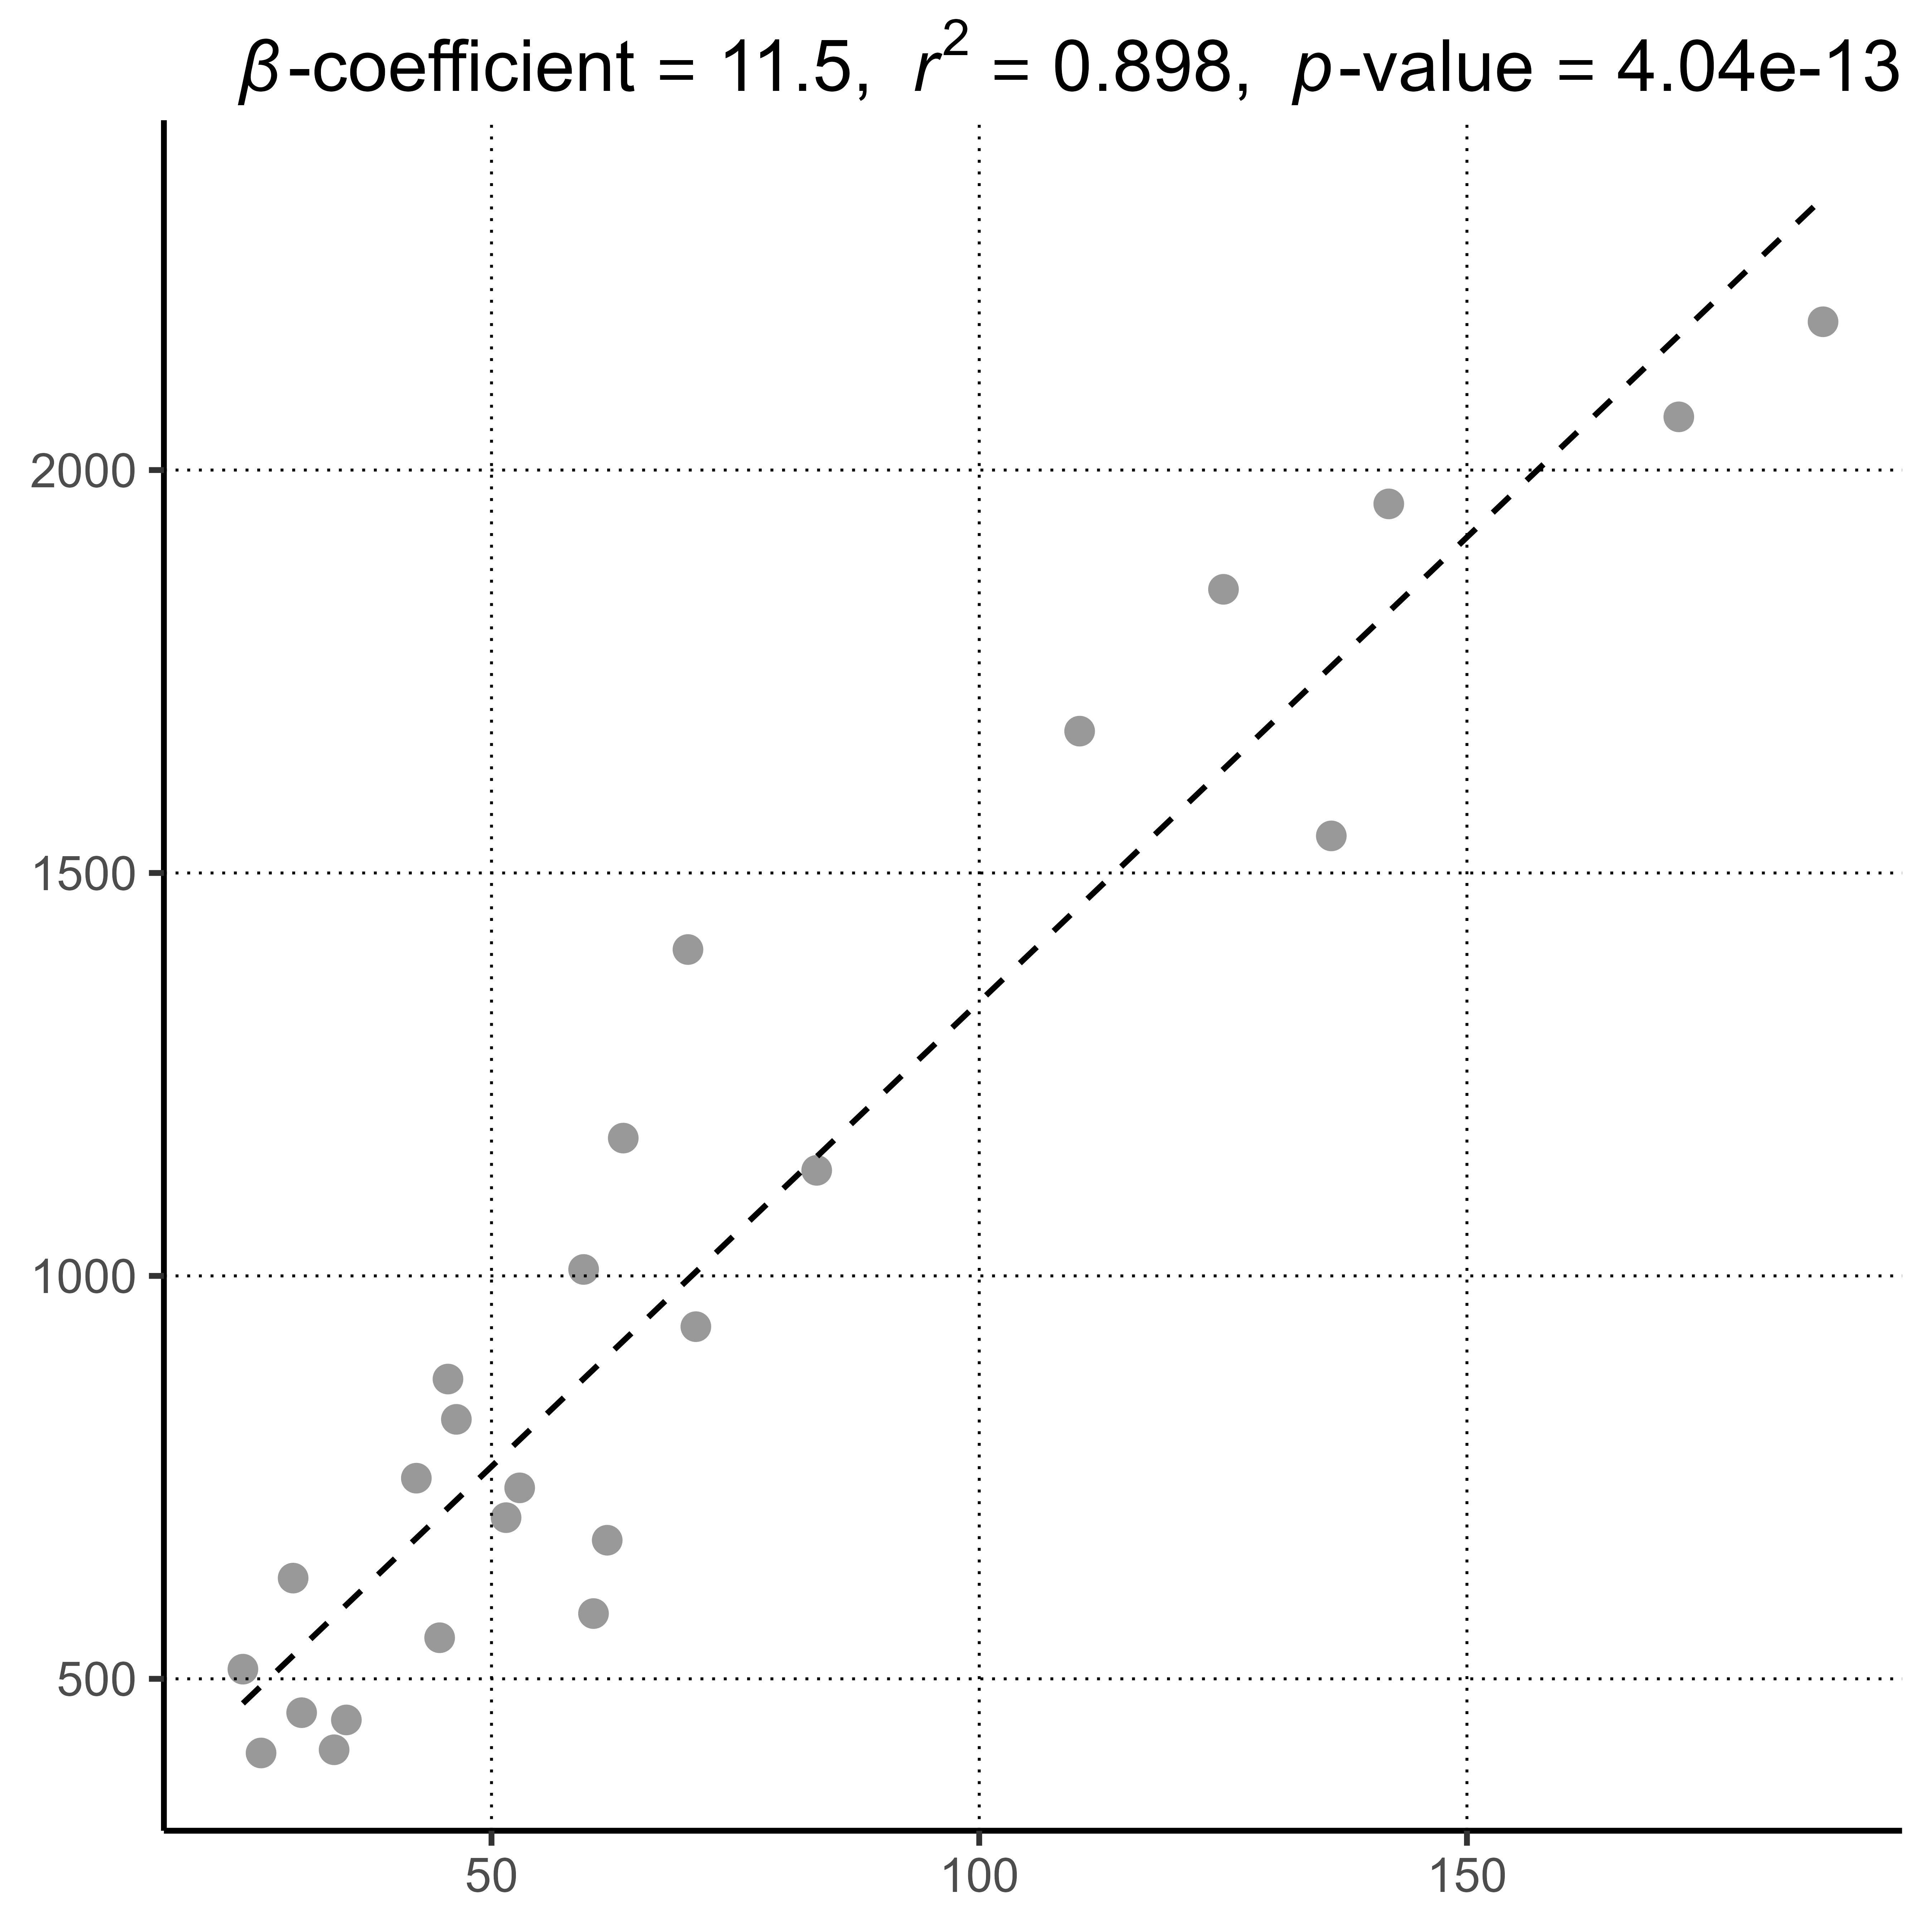 β-coefficient = 11.5, r² = 0.898, p-value = 4.04e-13
2000
1500
1000
500
50 100 150